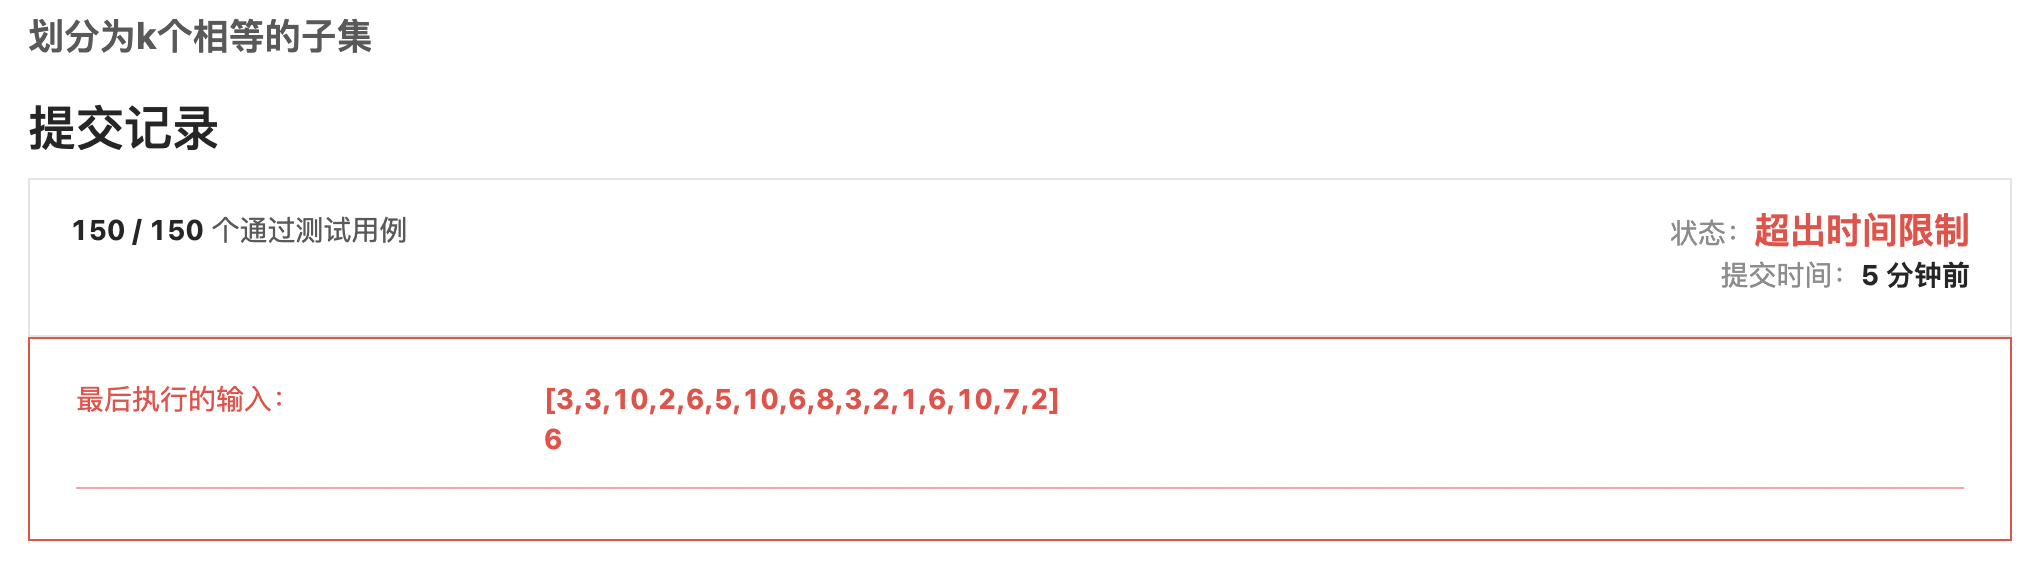 划分为k个相等的子集
提交记录
150 / 150 个通过测试用例
状态：超出时间限制
提交时间：5 分钟前
最后执行的输入：
[3,3,10,2,6,5,10,6,8,3,2,1,6,10,7,2]
6